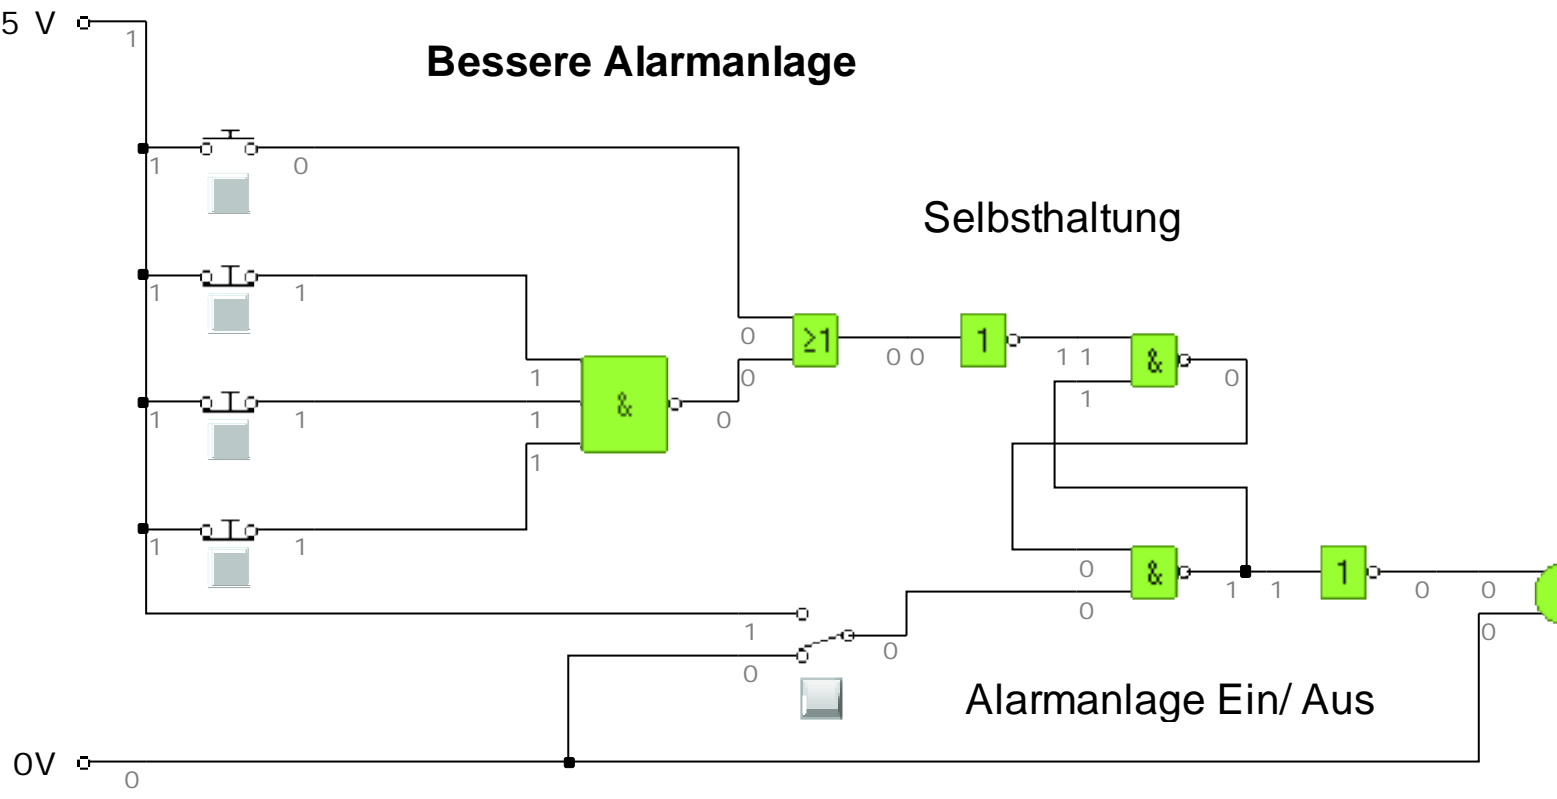 5 V
1
Bessere Alarmanlage
1 0
Selbsthaltung
1 1
0 ≥1 0 0 1 1 1 & 0
1 0 1
1 1 1 & 0
1
1 1
0 & 1 1 1 0 0
0
1 0
0 0
Alarmanlage Ein/ Aus
0V
0